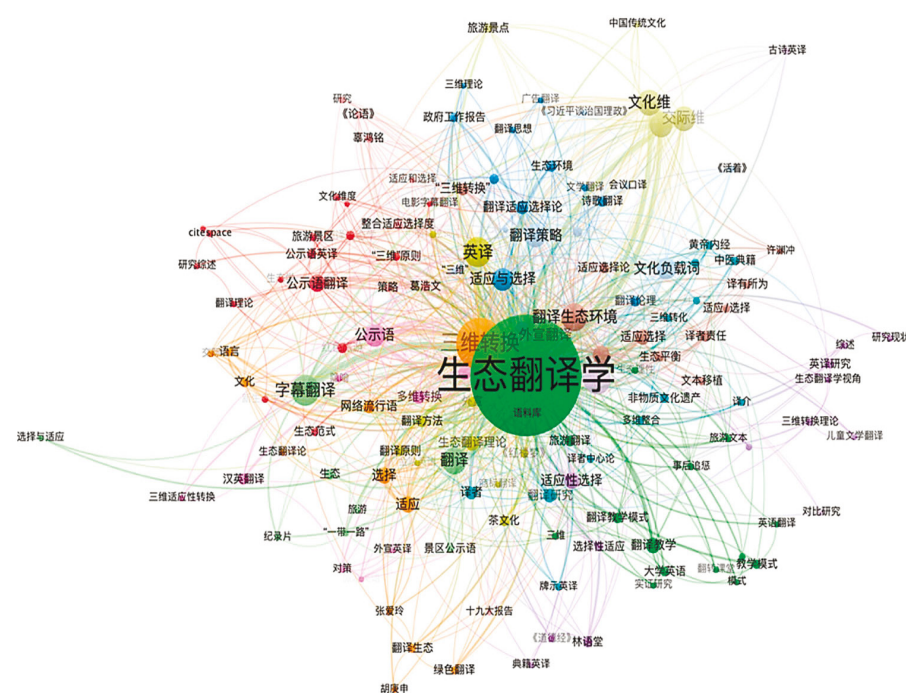 旅游景点
中国传统文化
古诗英译
三维理论
研究
广告翻译
文化维
《论语》
《习近平谈治国理政》
交际维
政府工作报告
翻译思想
辜鸿铭
生态环境
《活着》
适应和选择
"三维转换"
文学翻译
会议口译
文化维度
电影字幕翻译
诗歌翻译
翻译适应选择论
citespace
整合适应选择度
旅游景区
翻译策略
黄帝内经
许渊冲
公示语英译
"三维"原则
英译
中医典籍
研究综述
"三维"
适应选择论
文化负载词
公示语翻译
策略
葛浩文
适应与选择
译有所为
翻译理论
翻译伦理
适应/选择
翻译生态环境
三维转化
公示语
外宣翻译
适应选择
译者责任
三维转换
综述
研究现状
语言
生态平衡
英译研究
生态翻译学
文化
文本移植
生态翻译学视角
字幕翻译
多维转换
非物质文化遗产
译介
网络流行语
语料库
翻译方法
多维整合
三维转换理论
生态范式
选择与适应
生态翻译理论
旅游翻译
旅游文本
儿童文学翻译
生态翻译论
翻译原则
《红楼梦》
译者中心论
翻译
事后追惩
汉英翻译
生态
选择
适应性选择
三维适应性转换
译者
翻译研究
旅游
适应
对比研究
茶文化
翻译教学模式
英语翻译
纪录片
"一带一路"
三维
外宣英译
景区公示语
选择性适应
翻译教学
教学模式
对策
大学英语
翻转课堂
牌示英译
实证研究
模式
张爱玲
十九大报告
《道德经》
林语堂
翻译生态
绿色翻译
典籍英译
胡庚申